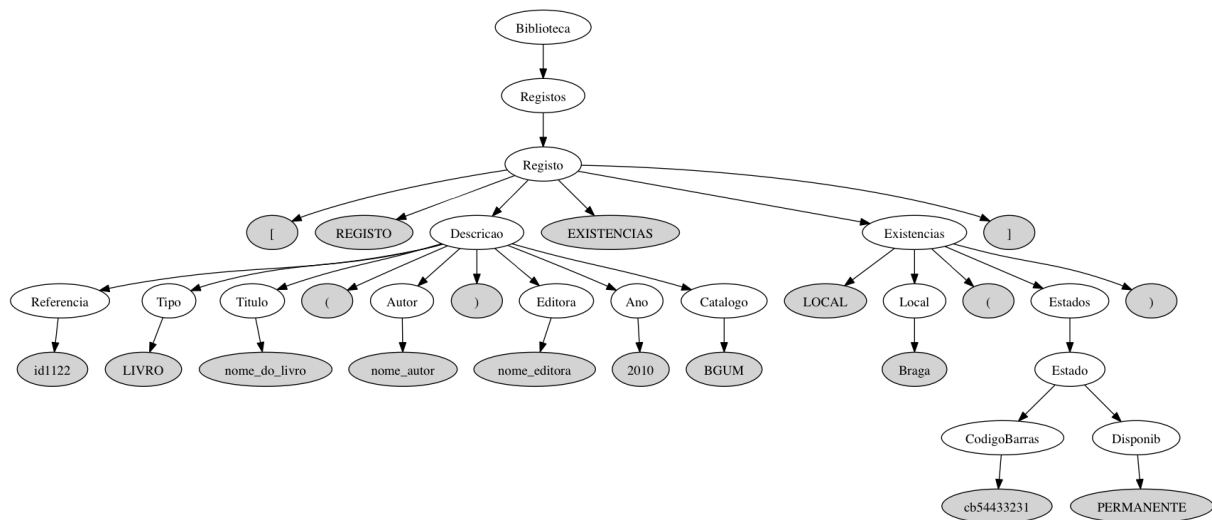 Biblioteca
Registos
Registo
[ REGISTO Descricao EXISTENCIAS Existencias ]
Referencia Tipo Titulo ( Autor ) Editora Ano Catalogo LOCAL Local ( Estados )
id1122 LIVRO nome_do_livro nome_autor nome_editora 2010 BGUM Braga Estado
CodigoBarras Disponib
cb54433231 PERMANENTE